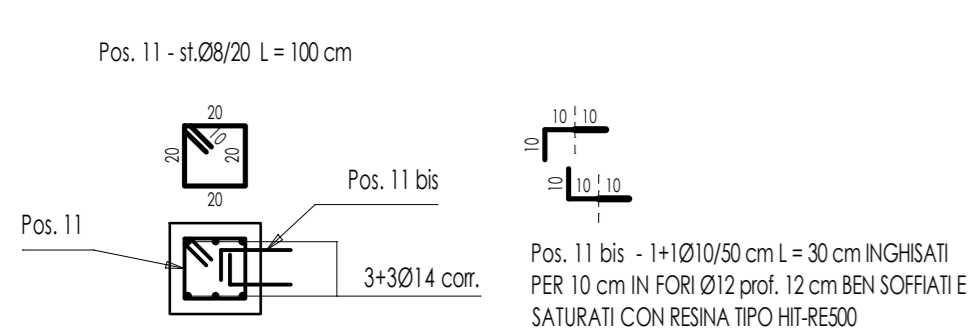 Pos. 11 - st.Ø8/20 L = 100 cm
20
20
10
20
20
10 10
10
10
10 10
Pos. 11 bis
Pos. 11
3+3Ø14 corr.
Pos. 11 bis - 1+1Ø10/50 cm L = 30 cm INGHISATI
PER 10 cm IN FORI Ø12 prof. 12 cm BEN SOFFIATI E
SATURATI CON RESINA TIPO HIT-RE500